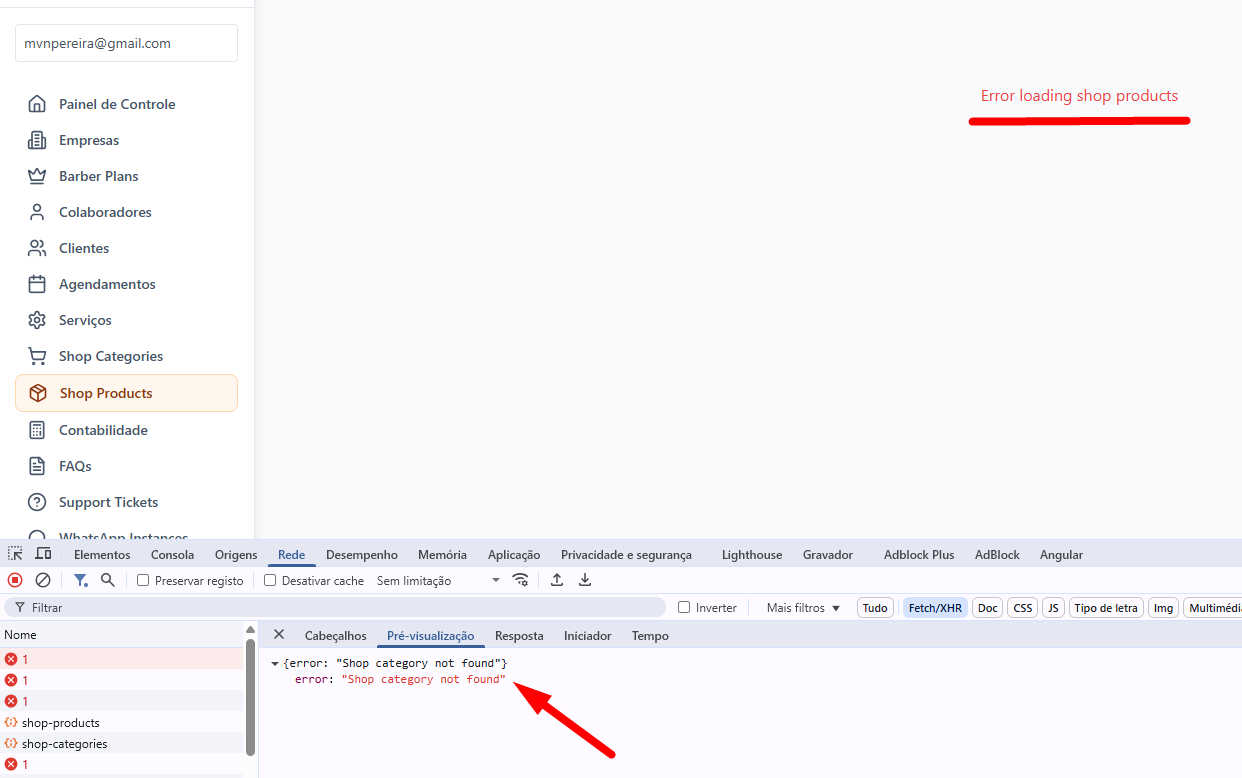 mvnpereira@gmail.com
Painel de Controle
Empresas
Barber Plans
Colaboradores
Clientes
Agendamentos
Serviços
Shop Categories
Shop Products
Contabilidade
FAQs
Support Tickets
WhatsApp Instances
Error loading shop products
Elementos Consola Origens Rede Desempenho Memória Aplicação Privacidade e segurança Lighthouse Gravador Adblock Plus AdBlock Angular
Preservar registo Desativar cache Sem limitação
Filtrar Inverter Mais filtros Tudo Fetch/XHR Doc CSS JS Tipo de letra Img Multimédi
Nome
1
1
1
shop-products
shop-categories
1
Cabeçalhos Pré-visualização Resposta Iniciador Tempo
{error: "Shop category not found"}
error: "Shop category not found"